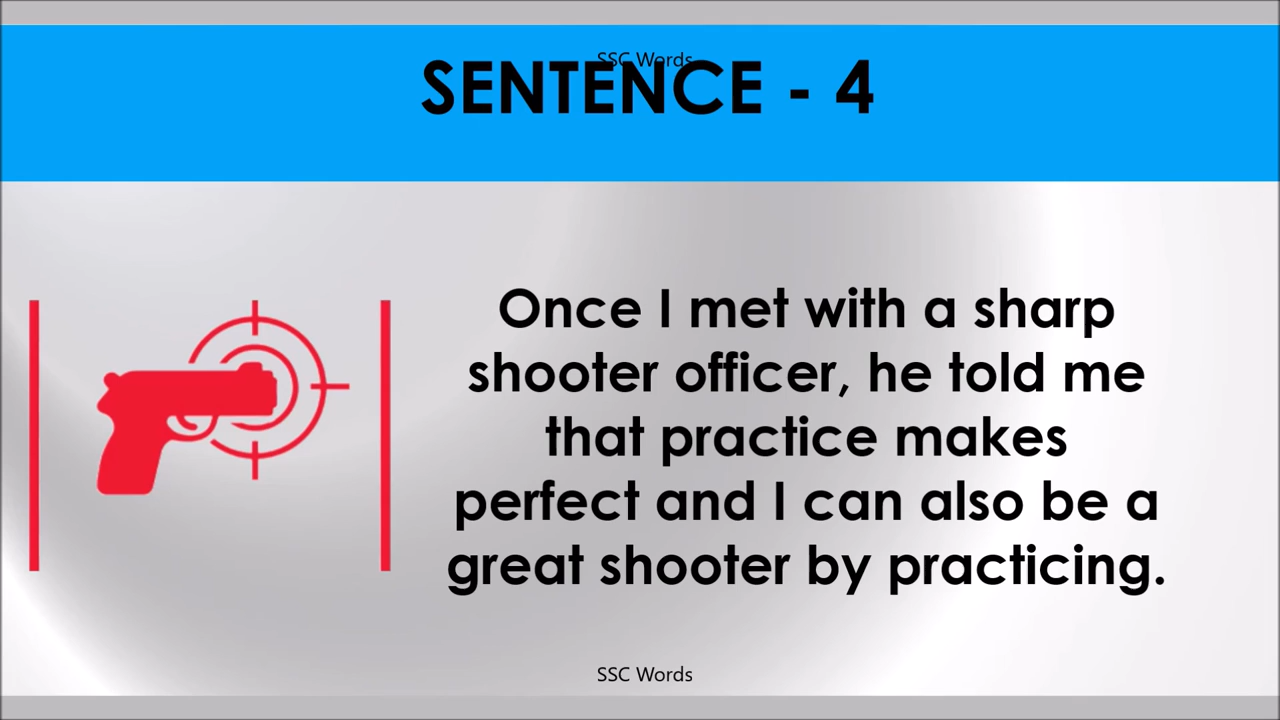 SSC Words
SENTENCE - 4
Once I met with a sharp
shooter officer, he told me
that practice makes
perfect and I can also be a
great shooter by practicing.
SSC Words